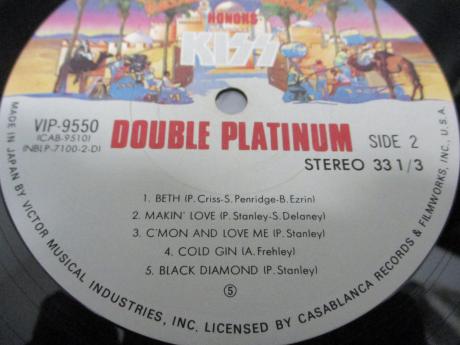 HONORS
KISS
VIP-9550
(CAB-9510)
(NBLP-7100-2-D)
DOUBLE PLATINUM
SIDE 2
STEREO 33 1/3
1. BETH (P. Criss-S. Penridge-B. Ezrin)
2. MAKIN' LOVE (P. Stanley-S. Delaney)
3. C'MON AND LOVE ME (P. Stanley)
4. COLD GIN (A. Frehley)
5. BLACK DIAMOND (P. Stanley)
⑤
MADE IN JAPAN BY VICTOR MUSICAL INDUSTRIES, INC. LICENSED BY CASABLANCA RECORDS & FILMWORKS, INC., U.S.A.